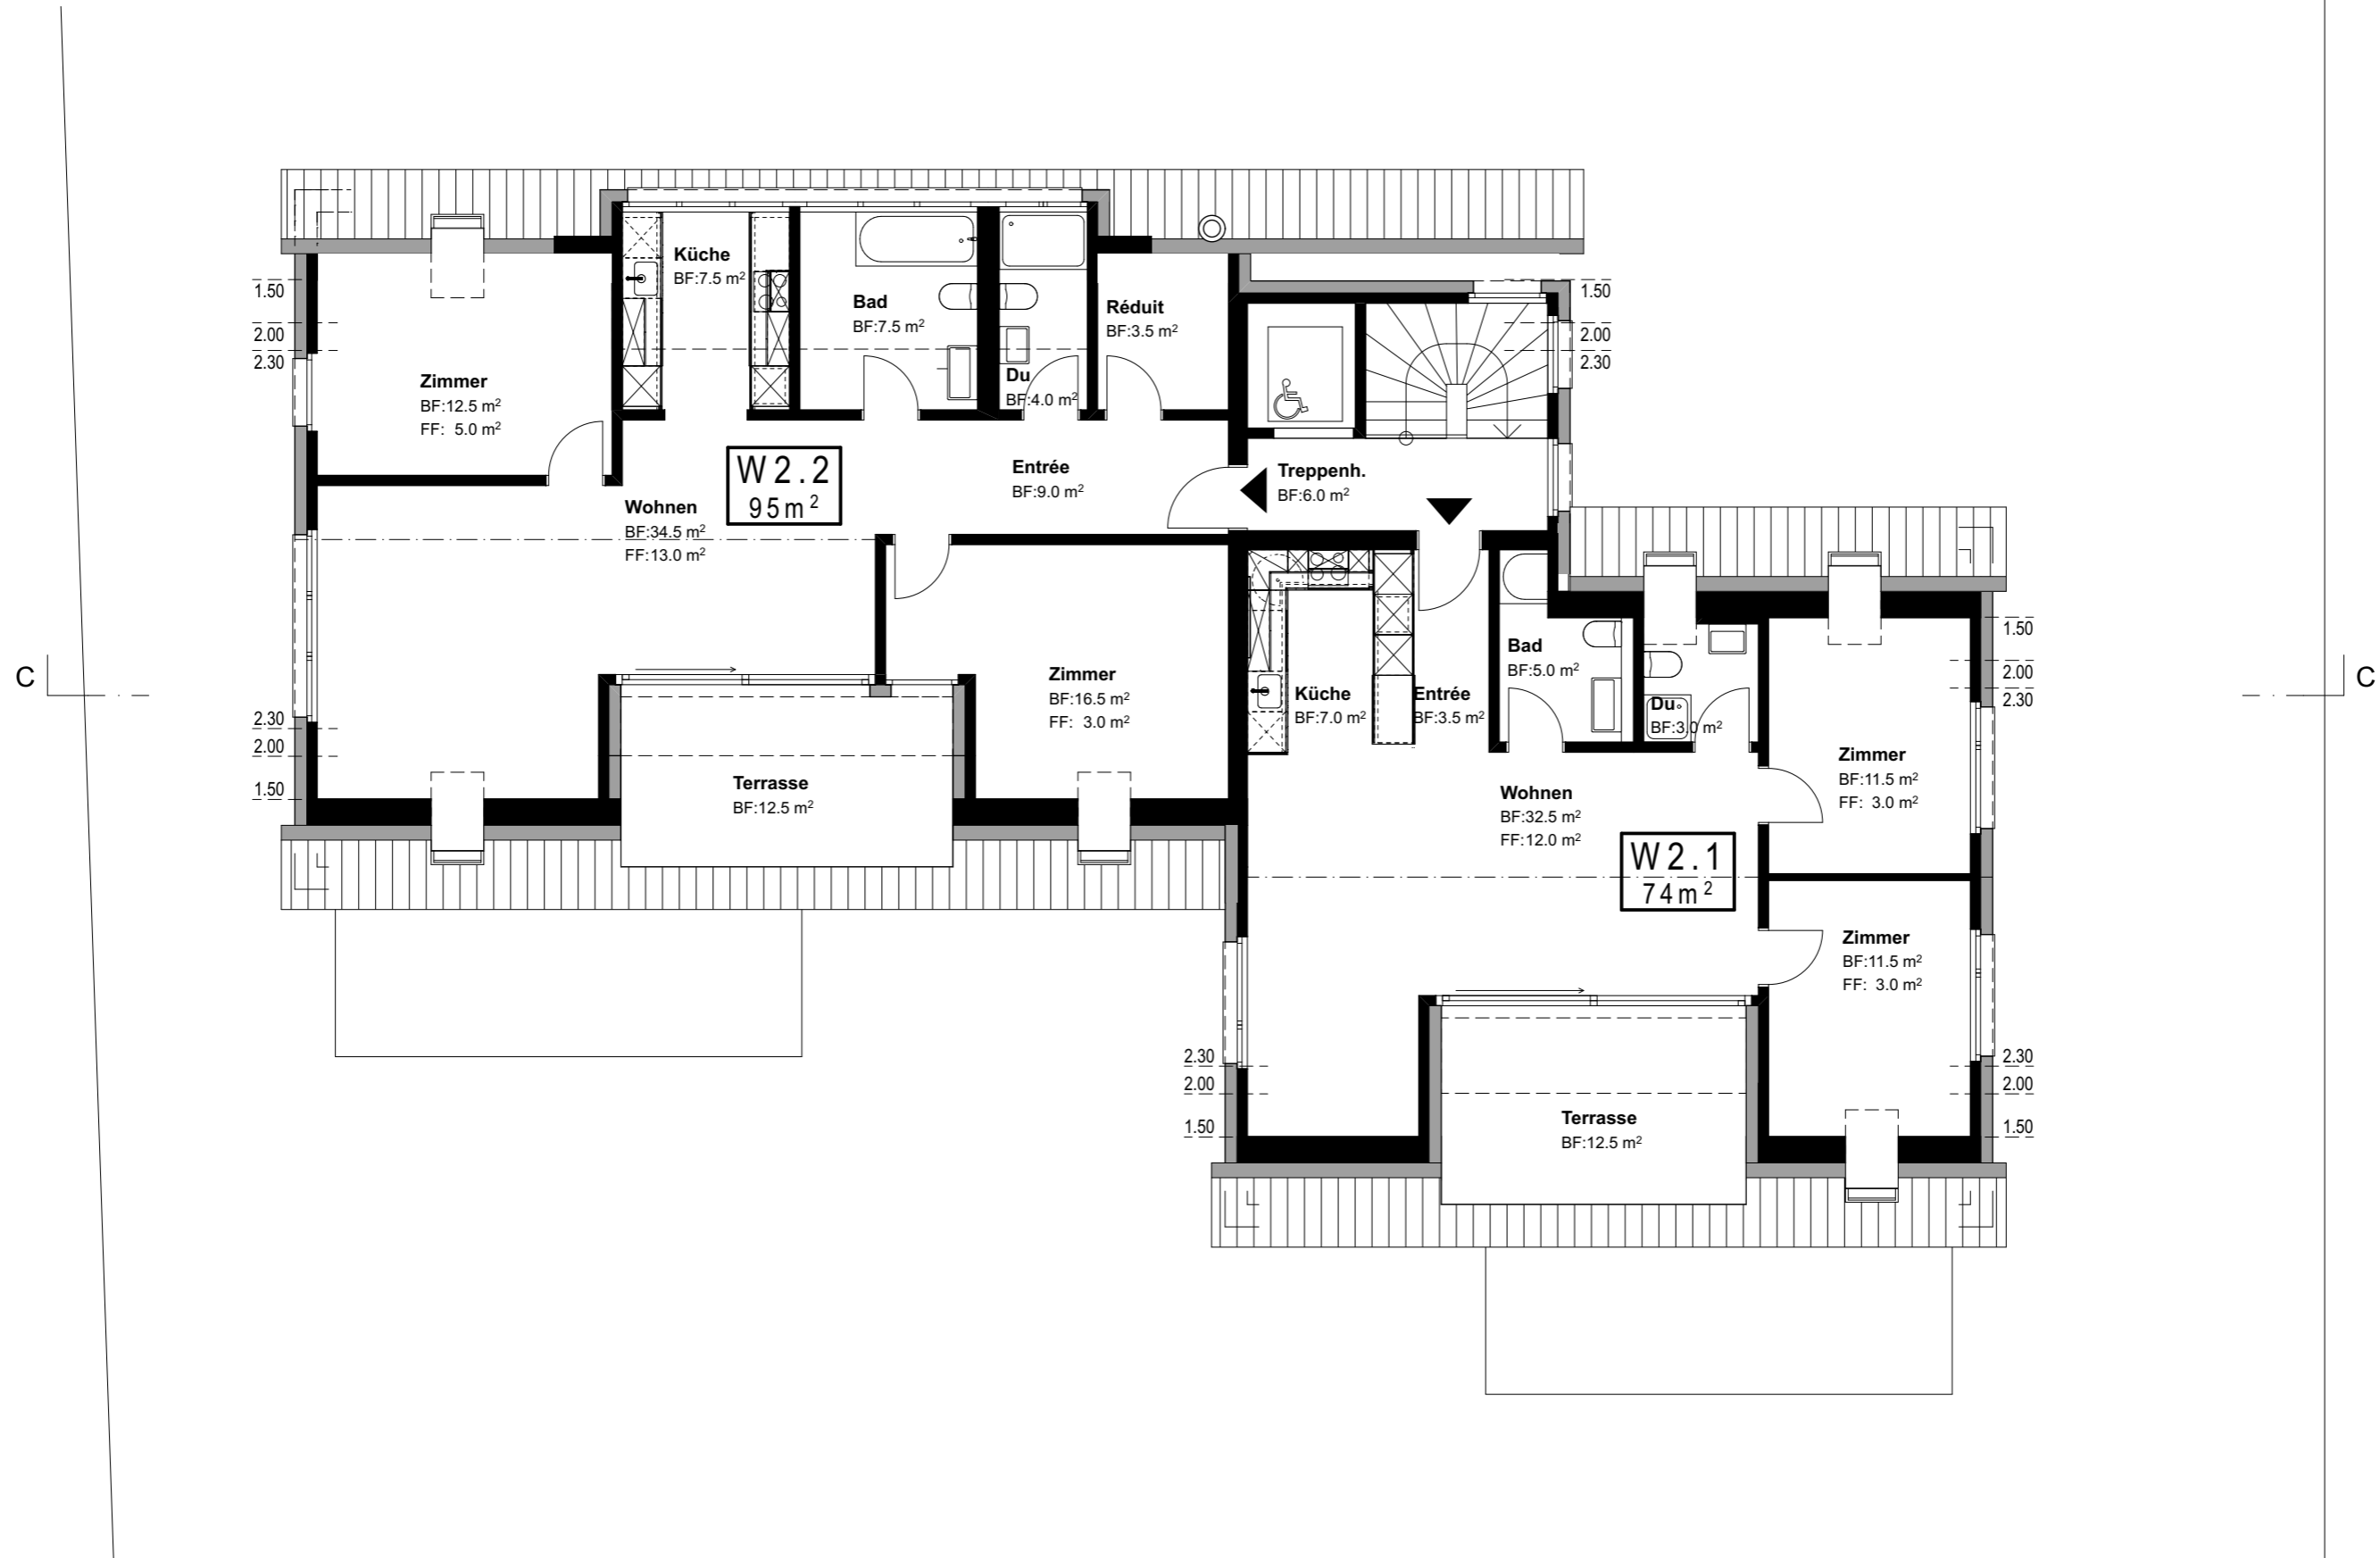 1.50
2.00
2.30
Küche
BF:7.5 m²
Bad
BF:7.5 m²
Réduit
BF:3.5 m²
Du
BF:4.0 m²
1.50
2.00
2.30
Zimmer
BF:12.5 m²
FF: 5.0 m²
W2.2
95m²
Entrée
BF:9.0 m²
Treppenh.
BF:6.0 m²
Wohnen
BF:34.5 m²
FF:13.0 m²
Zimmer
BF:16.5 m²
FF: 3.0 m²
Terrasse
BF:12.5 m²
C
2.30
2.00
1.50
Küche
BF:7.0 m²
Entrée
BF:3.5 m²
Bad
BF:5.0 m²
Du
BF:3.0 m²
1.50
2.00
2.30
C
Zimmer
BF:11.5 m²
FF: 3.0 m²
Wohnen
BF:32.5 m²
FF:12.0 m²
W2.1
74m²
Zimmer
BF:11.5 m²
FF: 3.0 m²
2.30
2.00
1.50
Terrasse
BF:12.5 m²
2.30
2.00
1.50